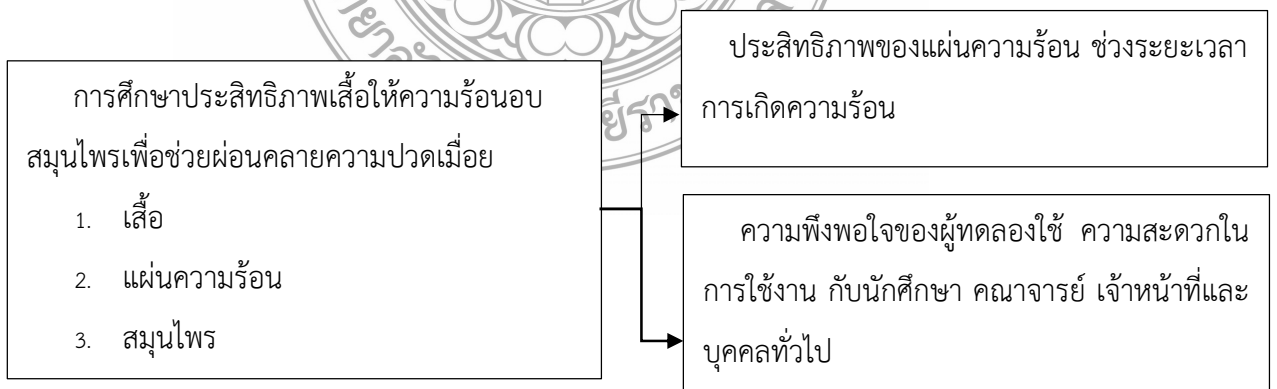 การศึกษาประสิทธิภาพเสื้อให้ความร้อนอบ
สมุนไพรเพื่อช่วยผ่อนคลายความปวดเมื่อย
1. เสื้อ
2. แผ่นความร้อน
3. สมุนไพร
ประสิทธิภาพของแผ่นความร้อน ช่วงระยะเวลา
การเกิดความร้อน
ความพึงพอใจของผู้ทดลองใช้ ความสะดวกใน
การใช้งาน กับนักศึกษา คณาจารย์ เจ้าหน้าที่และ
บุคคลทั่วไป